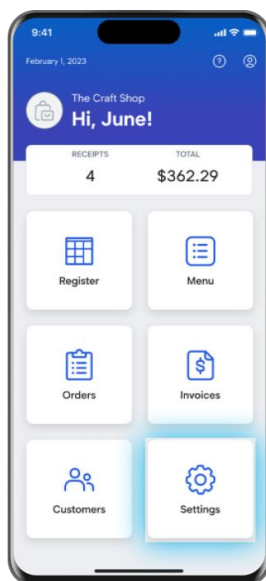 9:41
February 1, 2023
The Craft Shop
Hi, June!
RECEIPTS TOTAL
4 $362.29
Register Menu
Orders Invoices
Customers Settings